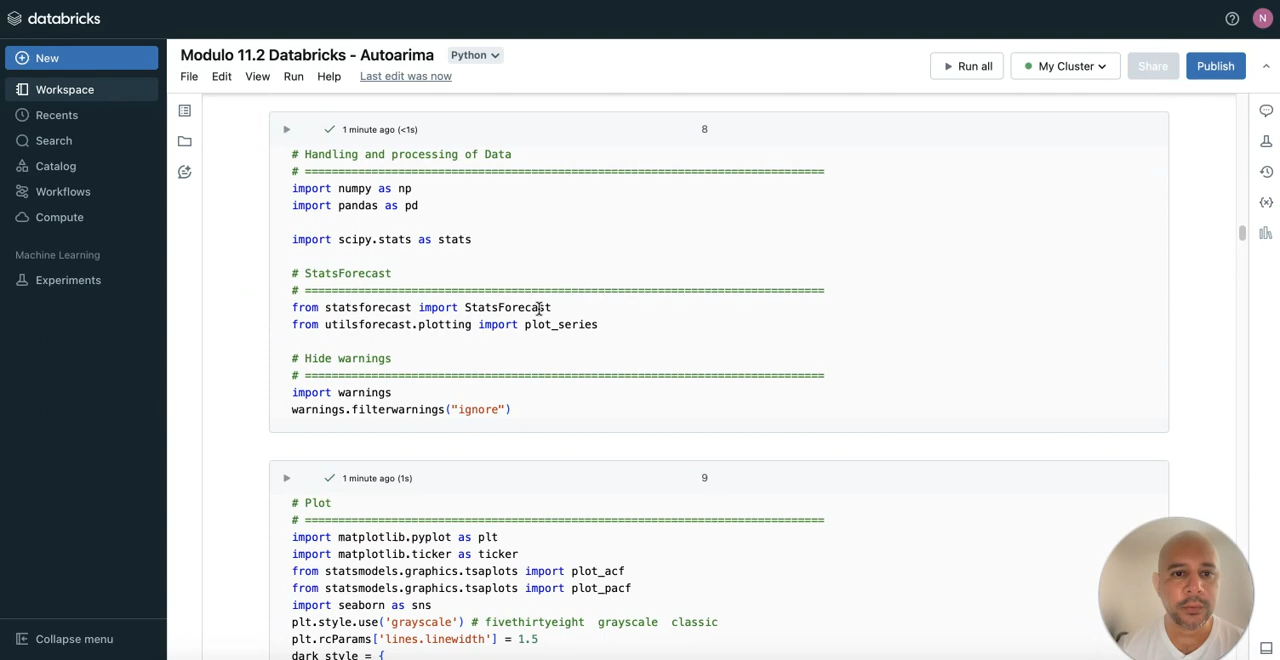 databricks
N
New
Modulo 11.2 Databricks - Autoarima
Python
File Edit View Run Help Last edit was now
Run all
My Cluster
Share
Publish
Workspace
Recents
Search
Catalog
Workflows
Compute
Machine Learning
Experiments
Collapse menu
1 minute ago (<1s)
8
# Handling and processing of Data
# ==============================================================================
import numpy as np
import pandas as pd
import scipy.stats as stats
# StatsForecast
# ==============================================================================
from statsforecast import StatsForecast
from utilsforecast.plotting import plot_series
# Hide warnings
# ==============================================================================
import warnings
warnings.filterwarnings("ignore")
1 minute ago (1s)
9
# Plot
# ==============================================================================
import matplotlib.pyplot as plt
import matplotlib.ticker as ticker
from statsmodels.graphics.tsaplots import plot_acf
from statsmodels.graphics.tsaplots import plot_pacf
import seaborn as sns
plt.style.use('grayscale') # fivethirtyeight grayscale classic
plt.rcParams['lines.linewidth'] = 1.5
dark_style = {